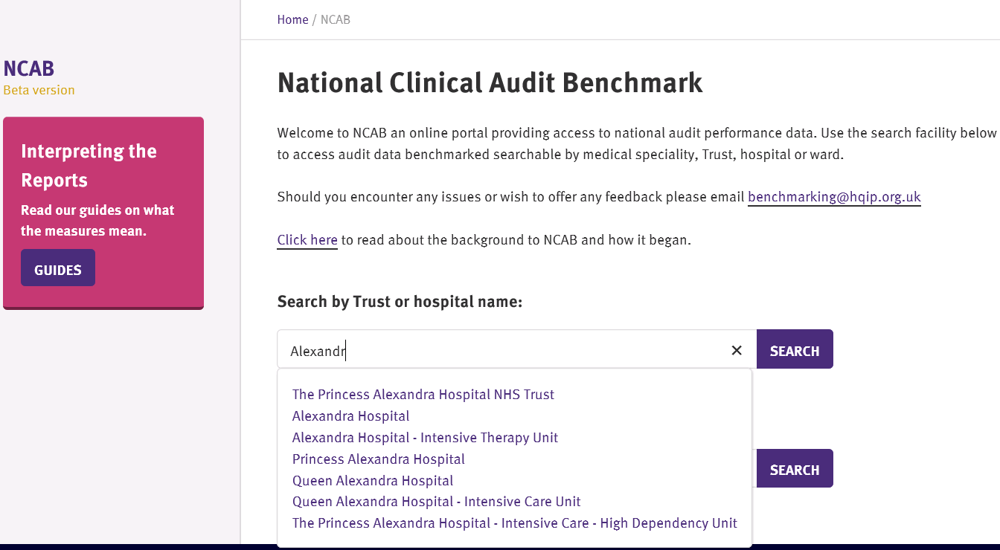 Home / NCAB
NCAB
Beta version
Interpreting the
Reports
Read our guides on what
the measures mean.
GUIDES
National Clinical Audit Benchmark
Welcome to NCAB an online portal providing access to national audit performance data. Use the search facility below
to access audit data benchmarked searchable by medical speciality, Trust, hospital or ward.
Should you encounter any issues or wish to offer any feedback please email benchmarking@hqip.org.uk
Click here to read about the background to NCAB and how it began.
Search by Trust or hospital name:
Alexandr
SEARCH
The Princess Alexandra Hospital NHS Trust
Alexandra Hospital
Alexandra Hospital - Intensive Therapy Unit
Princess Alexandra Hospital
Queen Alexandra Hospital
Queen Alexandra Hospital - Intensive Care Unit
The Princess Alexandra Hospital - Intensive Care - High Dependency Unit
SEARCH